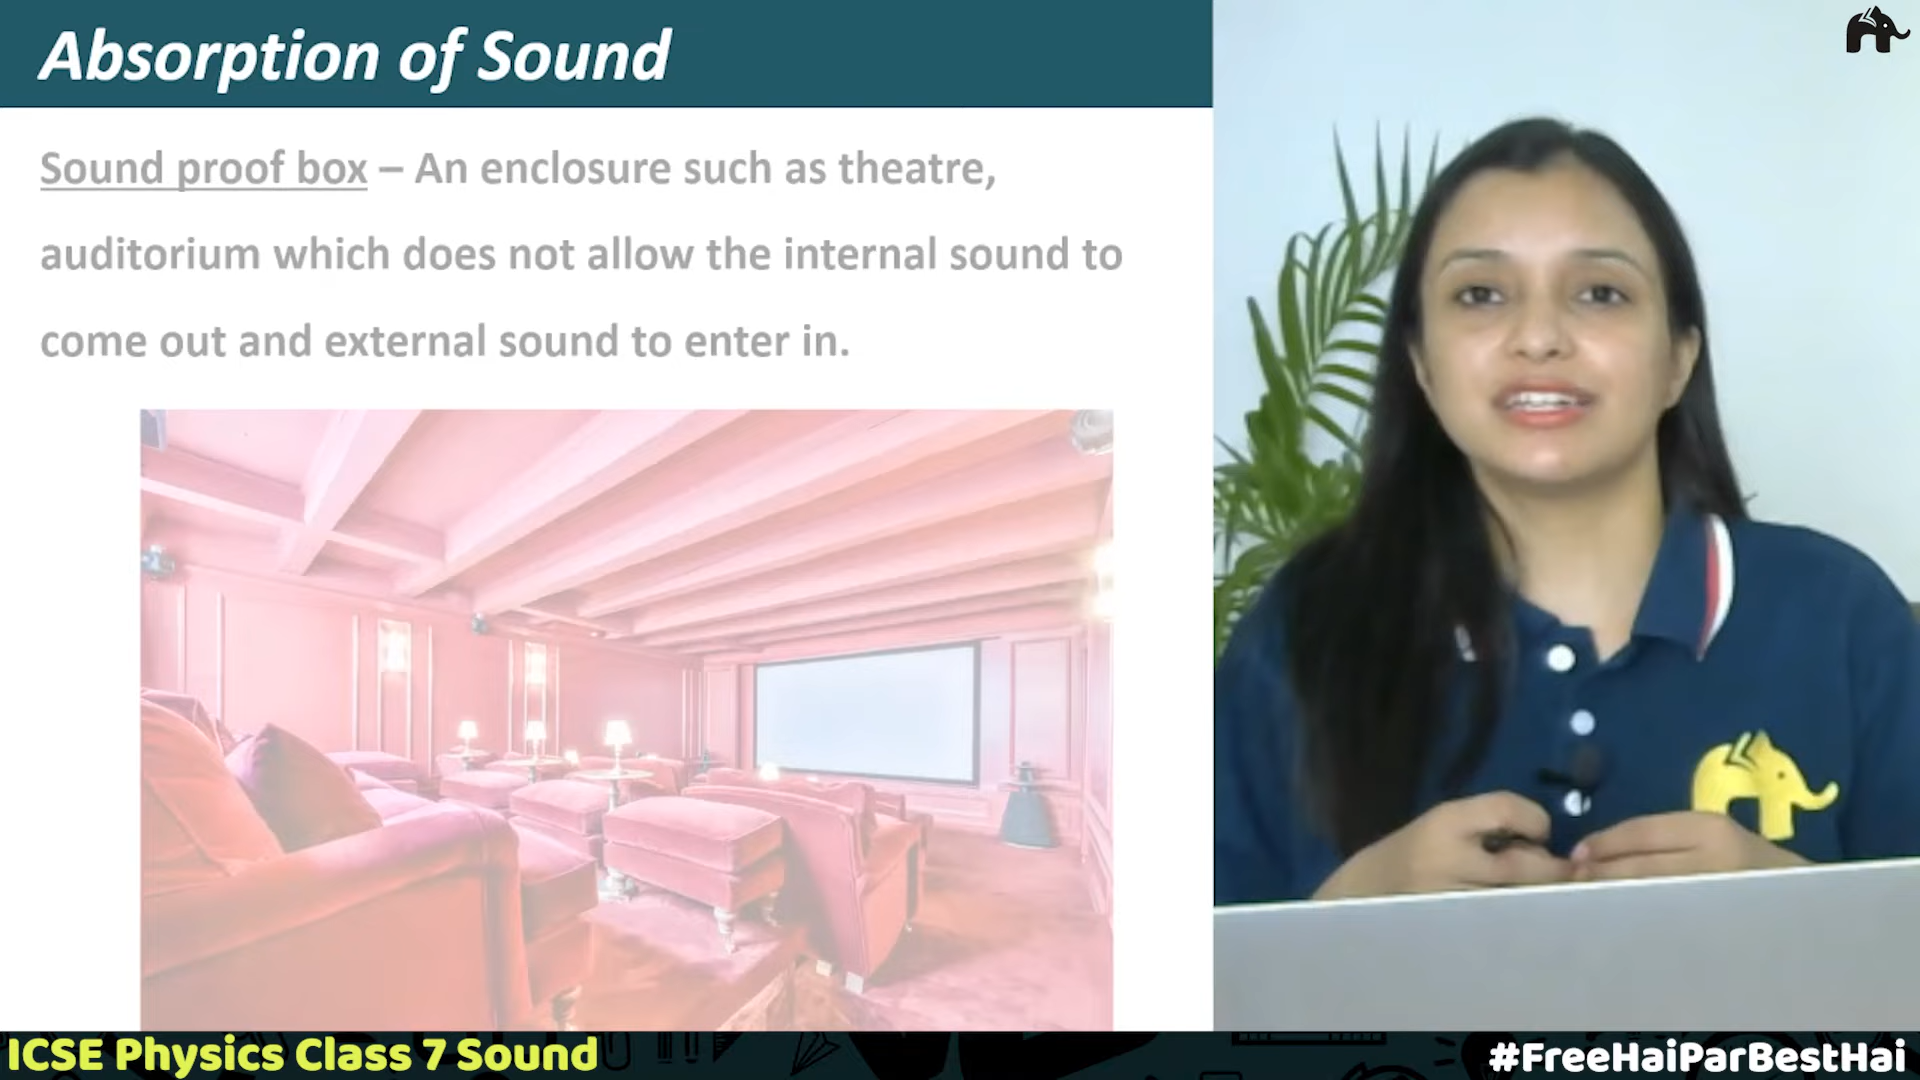 Absorption of Sound
Sound proof box – An enclosure such as theatre,
auditorium which does not allow the internal sound to
come out and external sound to enter in.
ICSE Physics Class 7 Sound
#FreeHaiParBestHai